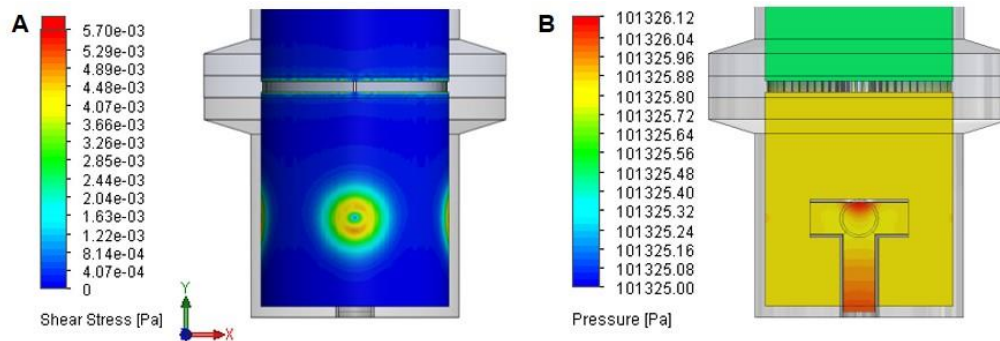 A
5.70e-03
5.29e-03
4.89e-03
4.48e-03
4.07e-03
3.66e-03
3.26e-03
2.85e-03
2.44e-03
2.04e-03
1.63e-03
1.22e-03
8.14e-04
4.07e-04
0
Shear Stress [Pa]
Y
X
B
101326.12
101326.04
101325.96
101325.88
101325.80
101325.72
101325.64
101325.56
101325.48
101325.40
101325.32
101325.24
101325.16
101325.08
101325.00
Pressure [Pa]